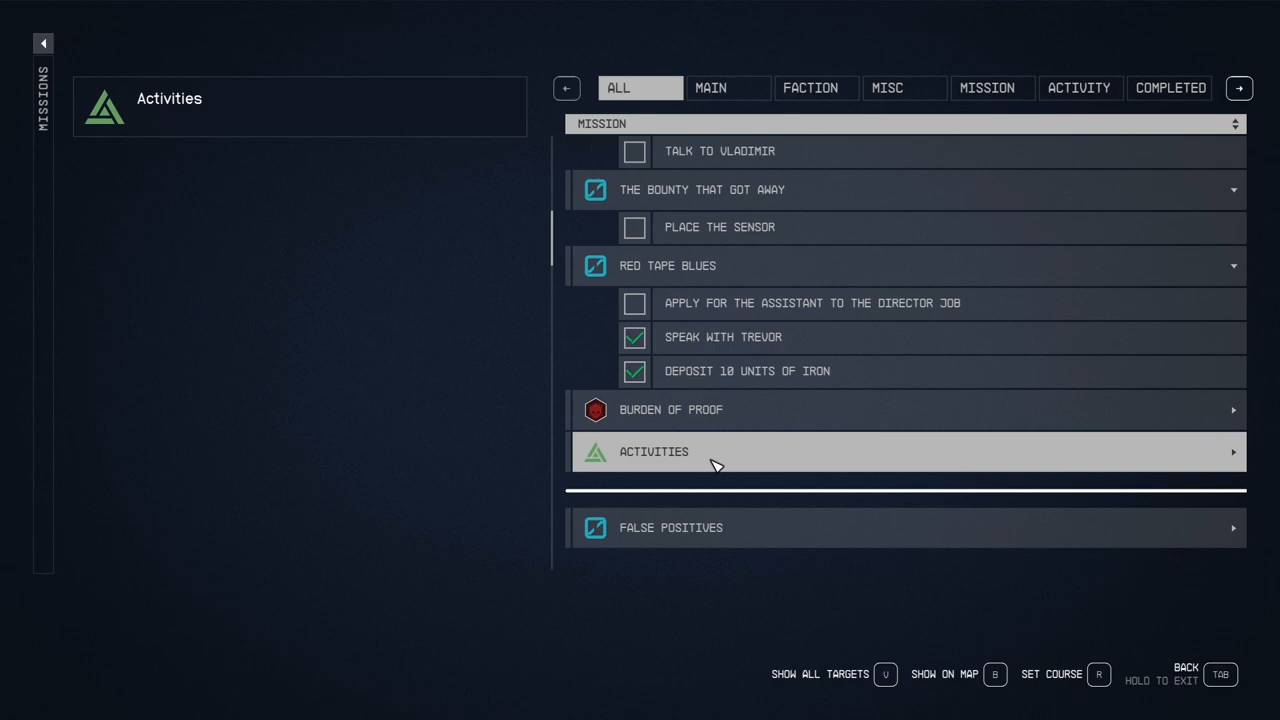 MISSIONS
Activities
ALL
MAIN
FACTION
MISC
MISSION
ACTIVITY
COMPLETED
MISSION
TALK TO VLADIMIR
THE BOUNTY THAT GOT AWAY
PLACE THE SENSOR
RED TAPE BLUES
APPLY FOR THE ASSISTANT TO THE DIRECTOR JOB
SPEAK WITH TREVOR
DEPOSIT 10 UNITS OF IRON
BURDEN OF PROOF
ACTIVITIES
FALSE POSITIVES
SHOW ALL TARGETS V
SHOW ON MAP B
SET COURSE R
BACK TAB
HOLD TO EXIT